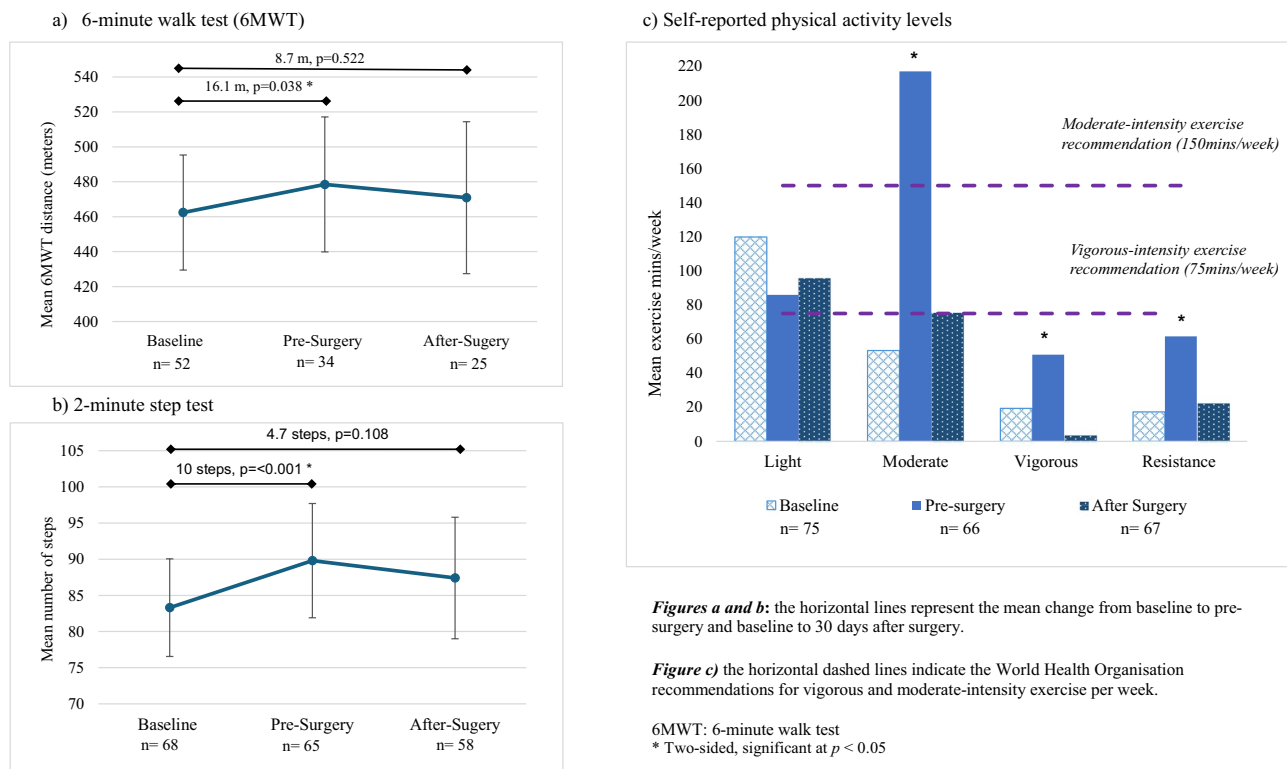 a) 6-minute walk test (6MWT)
8.7 m, p=0.522
16.1 m, p=0.038 *
540
520
500
480
460
440
420
400
Mean 6MWT distance (meters)
Baseline Pre-Surgery After-Sugery
n= 52 n= 34 n= 25
b) 2-minute step test
4.7 steps, p=0.108
10 steps, p=<0.001 *
105
100
95
90
85
80
75
70
Mean number of steps
Baseline Pre-Surgery After-Sugery
n= 68 n= 65 n= 58
c) Self-reported physical activity levels
220
200
180
160
140
120
100
80
60
40
20
0
Mean exercise mins/week
*
*
*
Moderate-intensity exercise
recommendation (150mins/week)
Vigorous-intensity exercise
recommendation (75mins/week)
Light Moderate Vigorous Resistance
Baseline Pre-surgery After Surgery
n= 75 n= 66 n= 67
Figures a and b: the horizontal lines represent the mean change from baseline to pre-
surgery and baseline to 30 days after surgery.
Figure c) the horizontal dashed lines indicate the World Health Organisation
recommendations for vigorous and moderate-intensity exercise per week.
6MWT: 6-minute walk test
* Two-sided, significant at p < 0.05